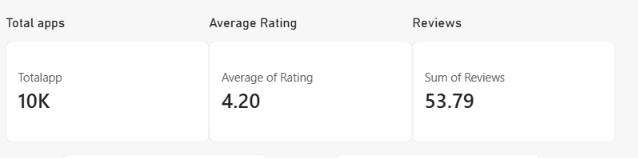 Total apps
Average Rating
Reviews
Totalapp
10K
Average of Rating
4.20
Sum of Reviews
53.79